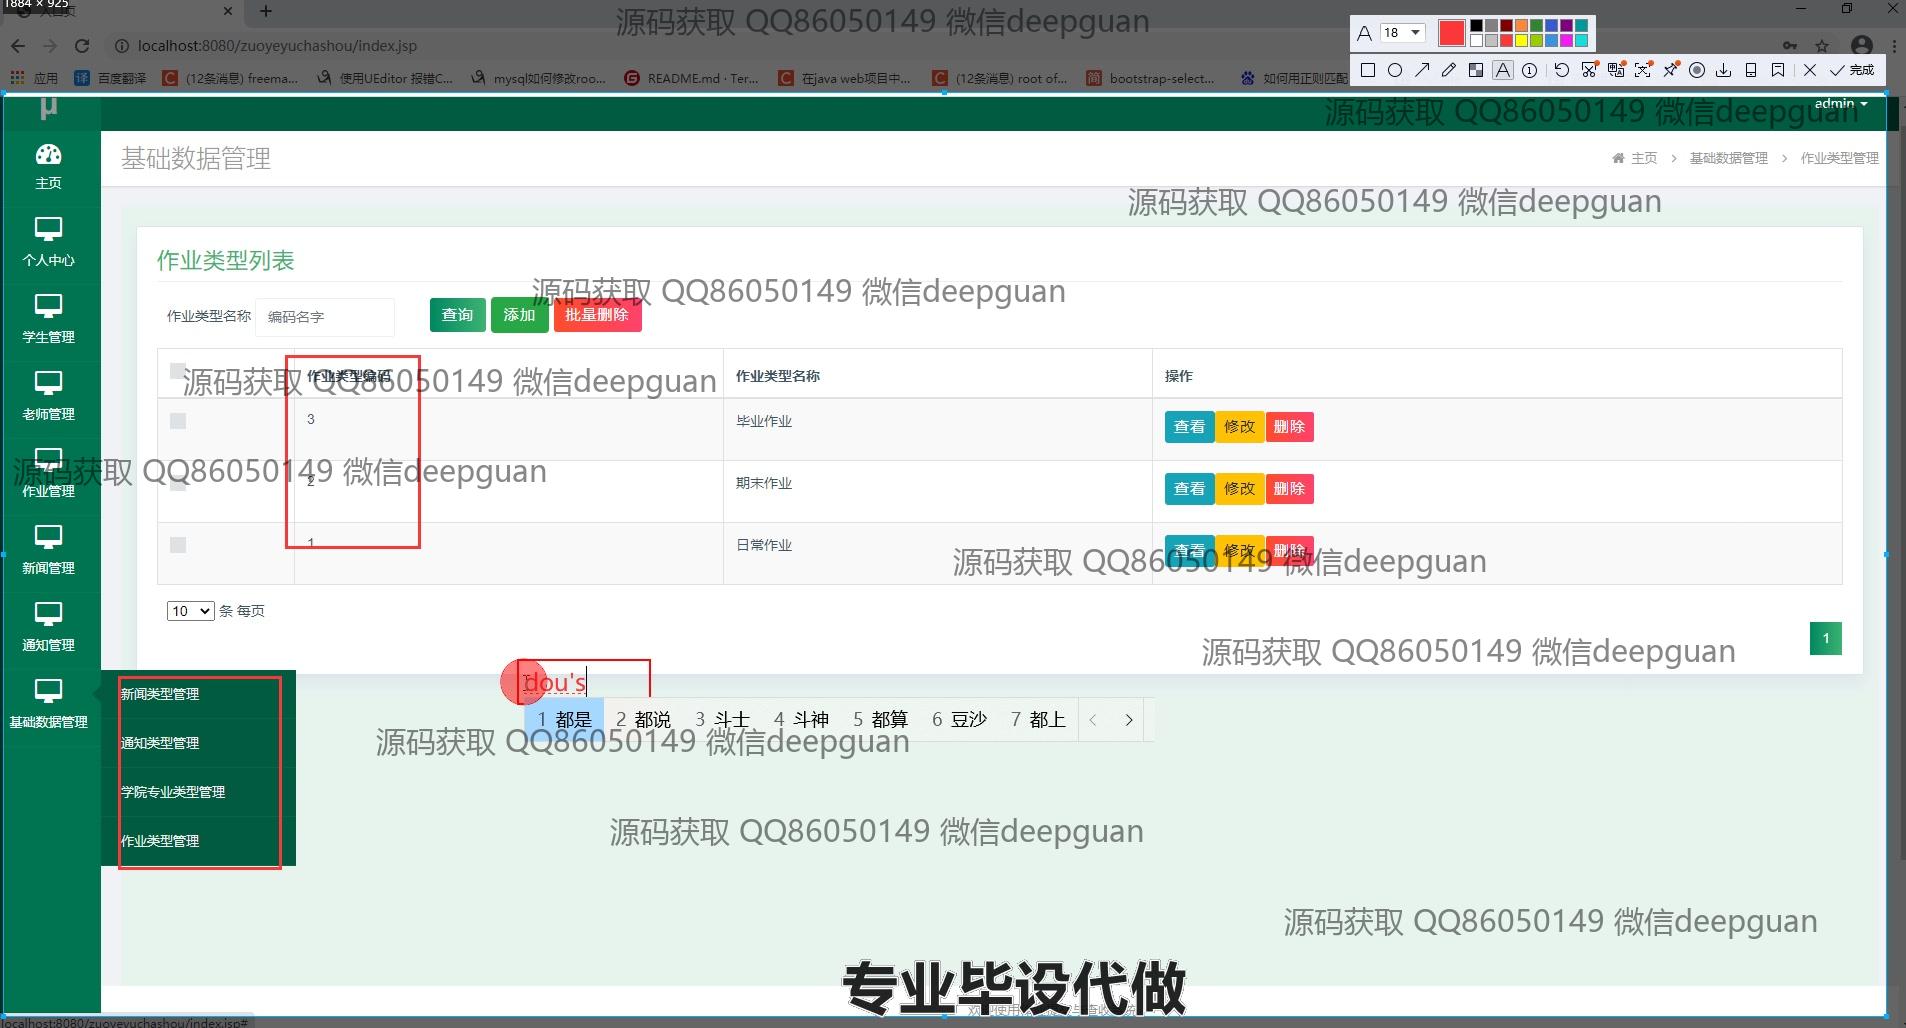 1884 × 925
localhost:8080/zuoyeyuchashou/index.jsp
源码获取 QQ86050149 微信deepguan
18
应用 百度翻译 (12条消息) freema... 使用UEditor 报错C... mysql如何修改roo... README.md · Ter... 在java web项目中... (12条消息) root of... bootstrap-select... 如何用正则匹配
完成
admin
源码获取 QQ86050149 微信deepguan
μ
基础数据管理
主页 > 基础数据管理 > 作业类型管理
主页
个人中心
学生管理
老师管理
作业管理
新闻管理
通知管理
基础数据管理
源码获取 QQ86050149 微信deepguan
作业类型列表
源码获取 QQ86050149 微信deepguan
作业类型名称 编码名字 查询 添加 批量删除
作业类型编码 作业类型名称 操作
源码获取 QQ86050149 微信deepguan
3 毕业作业 查看 修改 删除
源码获取 QQ86050149 微信deepguan
2 期末作业 查看 修改 删除
1 日常作业 查看 修改 删除
源码获取 QQ86050149 微信deepguan
10 条 每页
1
源码获取 QQ86050149 微信deepguan
新闻类型管理
通知类型管理
学院专业类型管理
作业类型管理
dou's
1 都是 2 都说 3 斗士 4 斗神 5 都算 6 豆沙 7 都上 < >
源码获取 QQ86050149 微信deepguan
源码获取 QQ86050149 微信deepguan
源码获取 QQ86050149 微信deepguan
专业毕设代做
localhost:8080/zuoyeyuchashou/index.jsp#